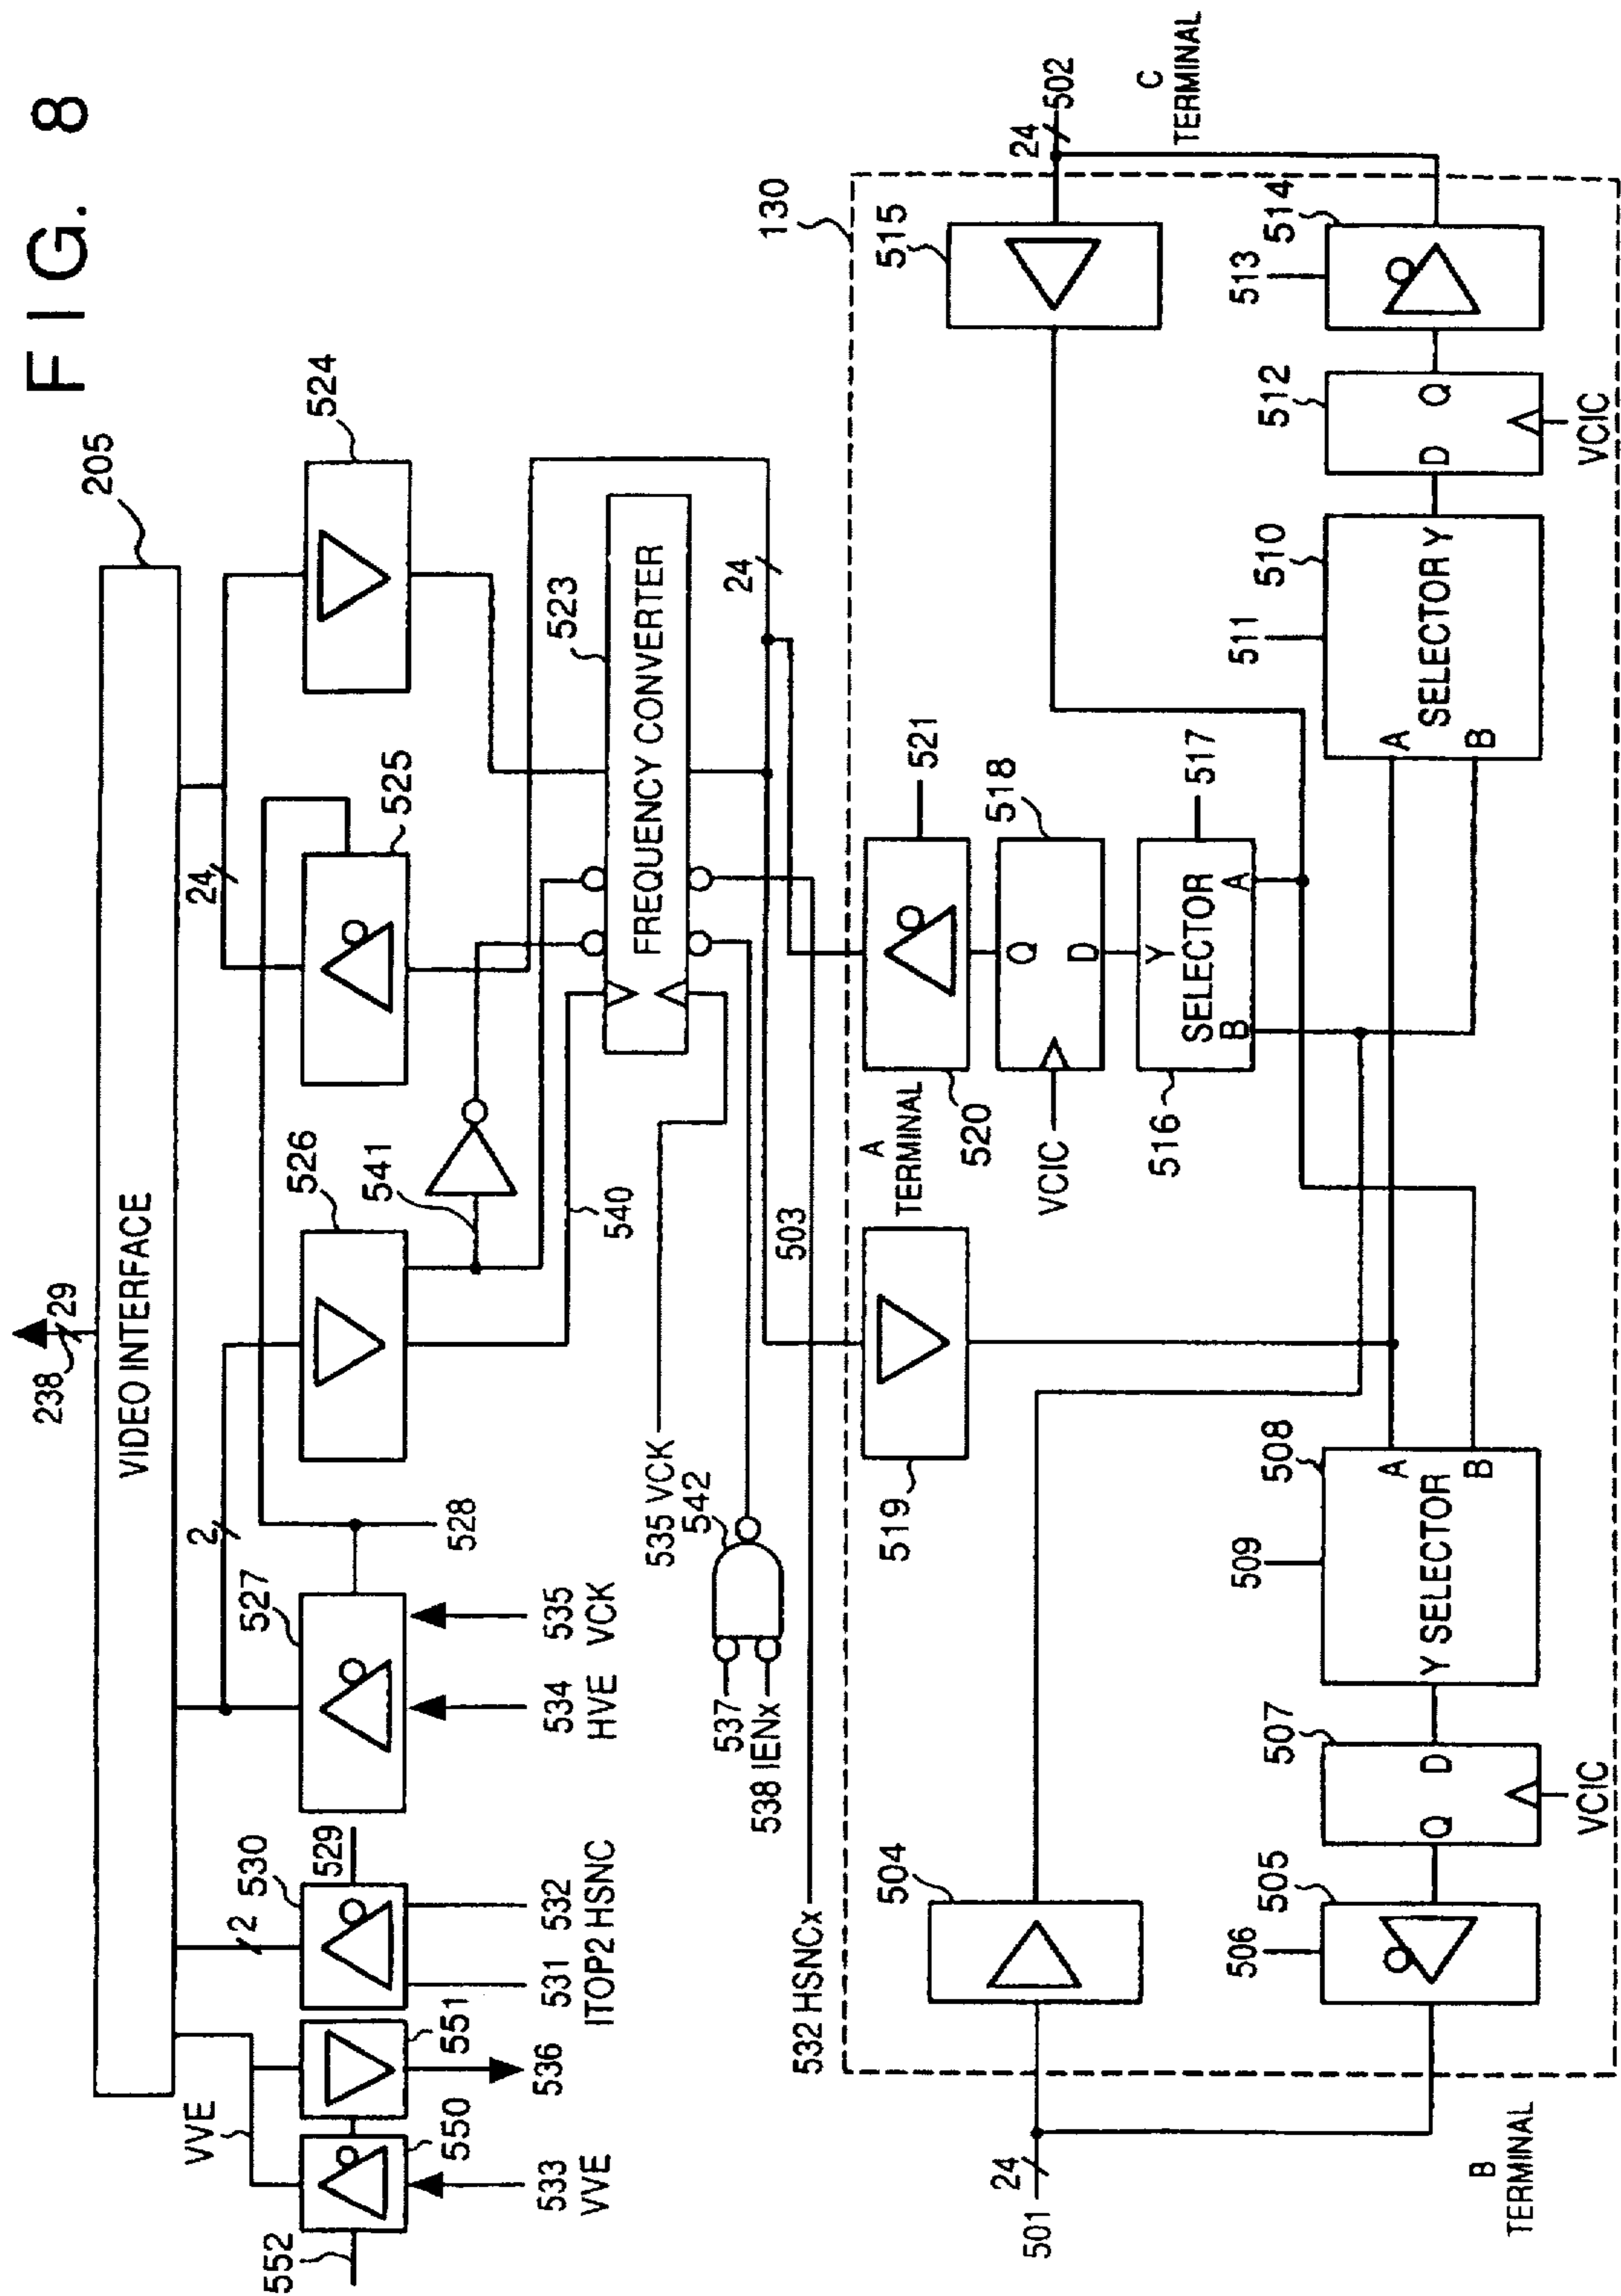 FIG. 8
238
29
VIDEO INTERFACE
205
VVE
552
550
533
VVE
551
536
2
530
529
531
532
ITOP2 HSNC
527
528
534
HVE
535
VCK
2
526
541
540
24
525
524
523
FREQUENCY CONVERTER
24
535 VCK
542
537
538 IENx
532 HSNCx
503
130
A
TERMINAL
519
520
521
Q
D
518
VCIC
Y
SELECTOR
B
A
516
517
515
24
502
C
TERMINAL
504
24
501
B
TERMINAL
505
506
507
Q
D
VCIC
508
509
Y SELECTOR
A
B
510
511
A
B
SELECTOR Y
512
D
Q
VCIC
513
514